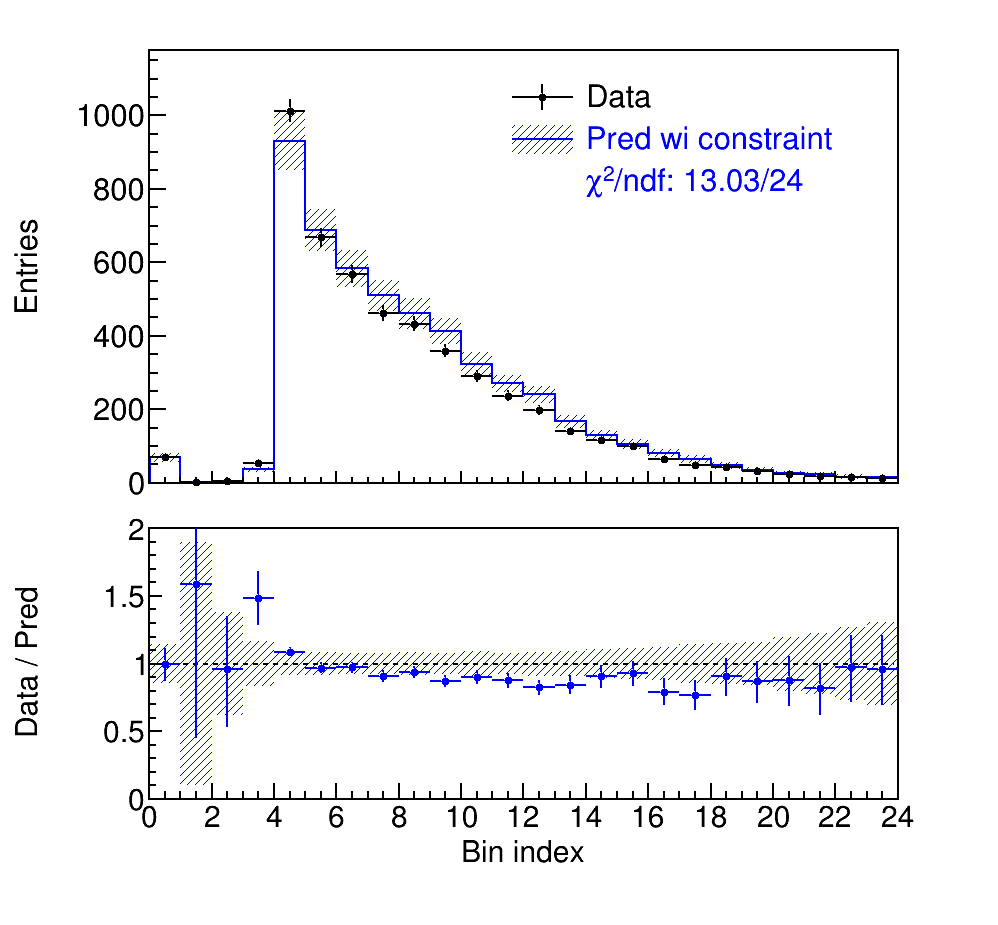 Entries
1000
800
600
400
200
0
Data
Pred wi constraint
χ²/ndf: 13.03/24
Data / Pred
2
1.5
1
0.5
0
0 2 4 6 8 10 12 14 16 18 20 22 24
Bin index